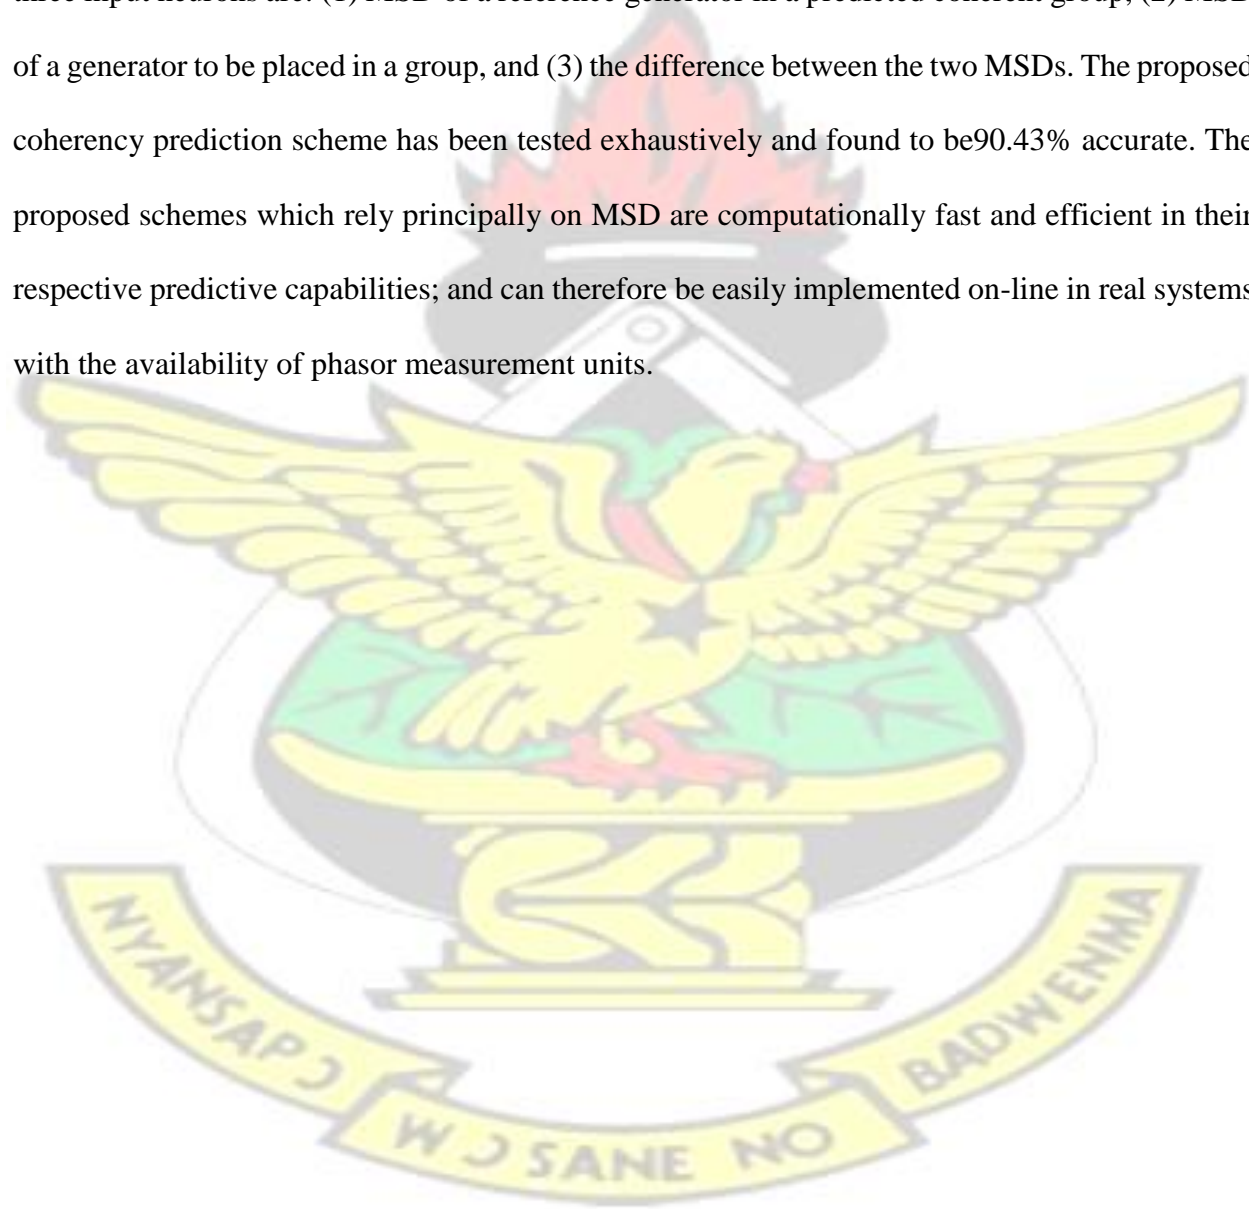 three input neurons are: (1) MSD of a reference generator in a predicted coherent group, (2) MSD
of a generator to be placed in a group, and (3) the difference between the two MSDs. The proposed
coherency prediction scheme has been tested exhaustively and found to be90.43% accurate. The
proposed schemes which rely principally on MSD are computationally fast and efficient in their
respective predictive capabilities; and can therefore be easily implemented on-line in real systems
with the availability of phasor measurement units.
NYANSAP Ɔ
W Ɔ SANE NO
BADWENMA